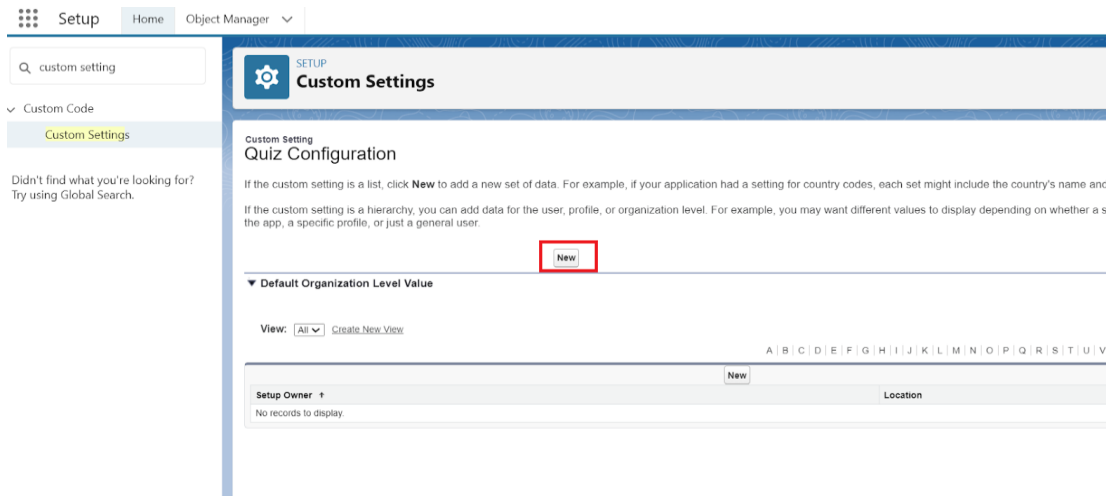 Setup
Home
Object Manager
custom setting
Custom Code
Custom Settings
Didn't find what you're looking for?
Try using Global Search.
SETUP
Custom Settings
Custom Setting
Quiz Configuration
If the custom setting is a list, click New to add a new set of data. For example, if your application had a setting for country codes, each set might include the country's name and
If the custom setting is a hierarchy, you can add data for the user, profile, or organization level. For example, you may want different values to display depending on whether a s
the app, a specific profile, or just a general user.
New
Default Organization Level Value
View: All Create New View
A | B | C | D | E | F | G | H | I | J | K | L | M | N | O | P | Q | R | S | T | U | V
New
Setup Owner ↑ Location
No records to display.